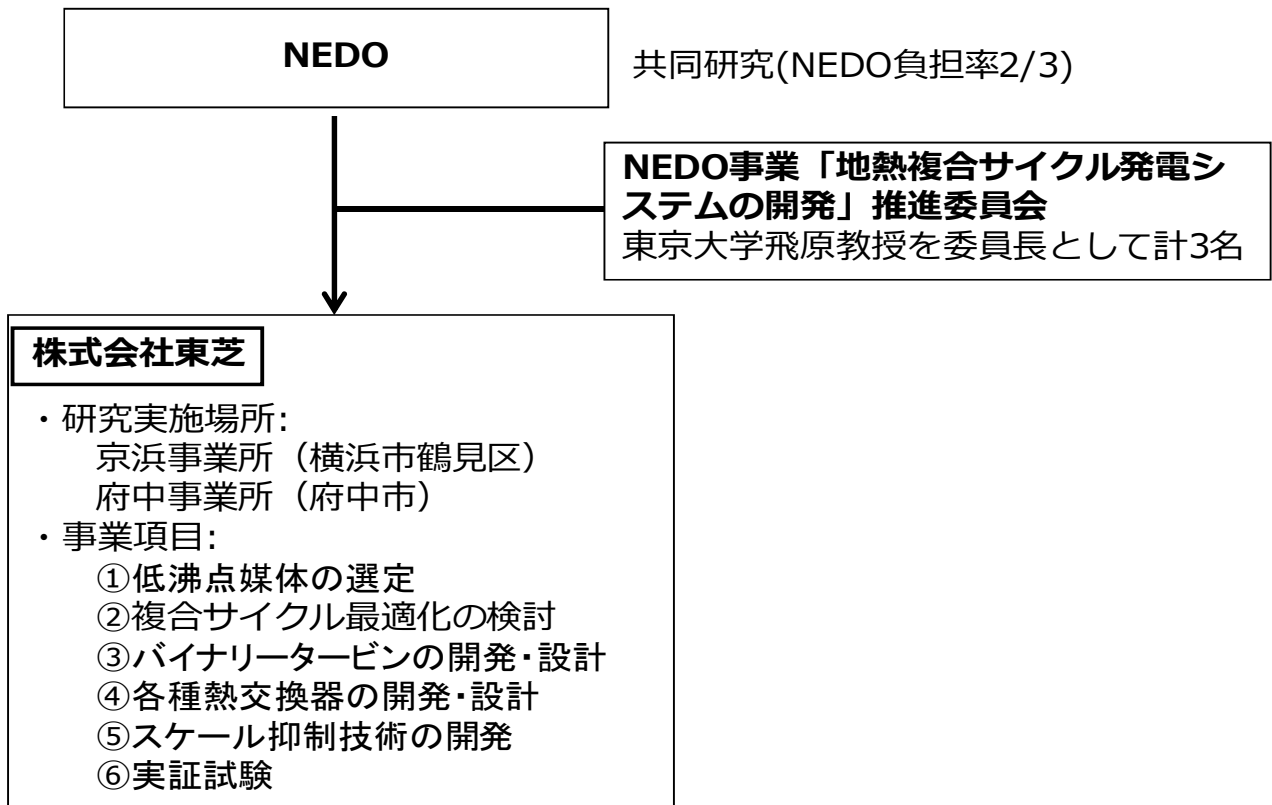 NEDO
共同研究(NEDO負担率2/3)
NEDO事業「地熱複合サイクル発電シ
ステムの開発」推進委員会
東京大学飛原教授を委員長として計3名
株式会社東芝
・研究実施場所:
京浜事業所（横浜市鶴見区）
府中事業所（府中市）
・事業項目:
①低沸点媒体の選定
②複合サイクル最適化の検討
③バイナリータービンの開発・設計
④各種熱交換器の開発・設計
⑤スケール抑制技術の開発
⑥実証試験